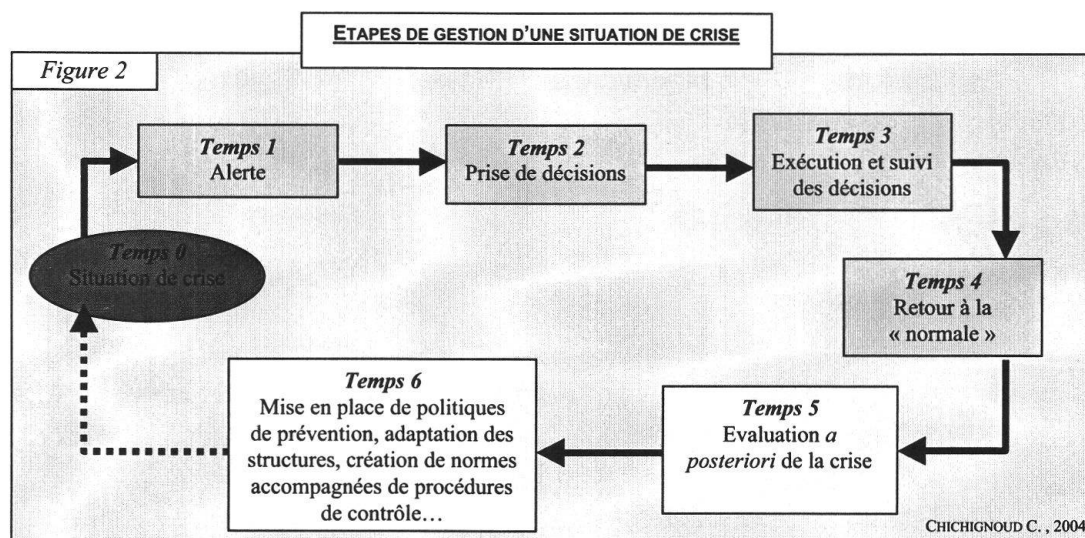 ETAPES DE GESTION D'UNE SITUATION DE CRISE
Figure 2
Temps 1
Alerte
Temps 2
Prise de décisions
Temps 3
Exécution et suivi
des décisions
Temps 0
Situation de crise
Temps 4
Retour à la
« normale »
Temps 5
Evaluation a
posteriori de la crise
Temps 6
Mise en place de politiques
de prévention, adaptation des
structures, création de normes
accompagnées de procédures
de contrôle…
CHICHIGNOUD C. , 2004